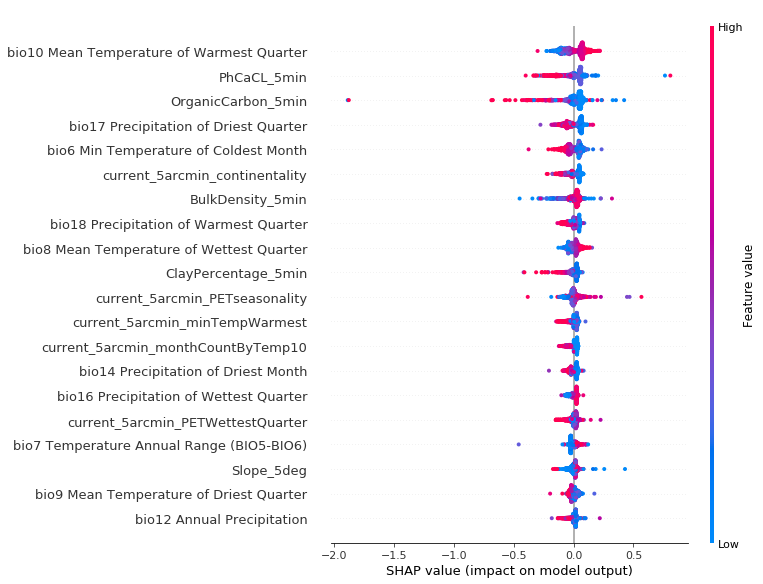 High
bio10 Mean Temperature of Warmest Quarter
PhCaCL_5min
OrganicCarbon_5min
bio17 Precipitation of Driest Quarter
bio6 Min Temperature of Coldest Month
current_5arcmin_continentality
BulkDensity_5min
bio18 Precipitation of Warmest Quarter
bio8 Mean Temperature of Wettest Quarter
ClayPercentage_5min
current_5arcmin_PETseasonality
current_5arcmin_minTempWarmest
current_5arcmin_monthCountByTemp10
bio14 Precipitation of Driest Month
bio16 Precipitation of Wettest Quarter
current_5arcmin_PETWettestQuarter
bio7 Temperature Annual Range (BIO5-BIO6)
Slope_5deg
bio9 Mean Temperature of Driest Quarter
bio12 Annual Precipitation
Feature value
Low
−2.0 −1.5 −1.0 −0.5 0.0 0.5
SHAP value (impact on model output)